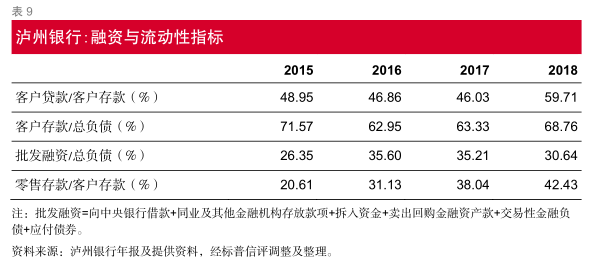 表 9
泸州银行：融资与流动性指标
2015 2016 2017 2018
客户贷款/客户存款（%） 48.95 46.86 46.03 59.71
客户存款/总负债（%） 71.57 62.95 63.33 68.76
批发融资/总负债（%） 26.35 35.60 35.21 30.64
零售存款/客户存款（%） 20.61 31.13 38.04 42.43
注：批发融资=向中央银行借款+同业及其他金融机构存放款项+拆入资金+卖出回购金融资产款+交易性金融负
债+应付债券。
资料来源：泸州银行年报及提供资料，经标普信评调整及整理。